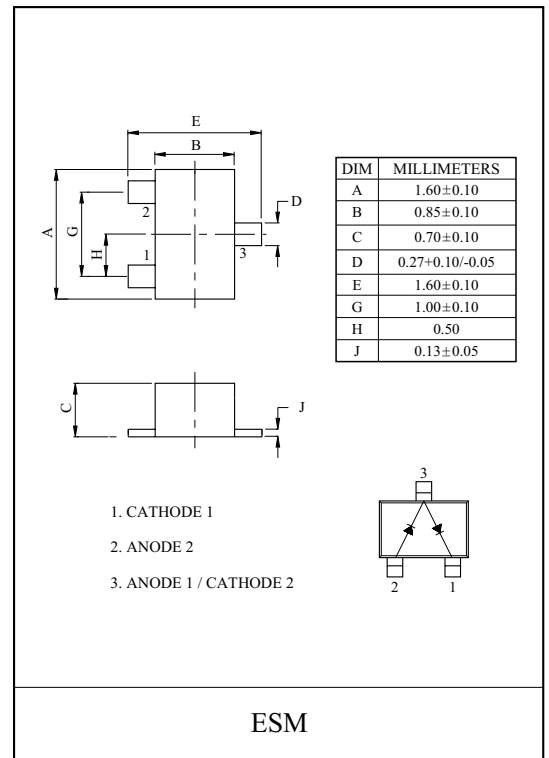 E
B
D
2
A
G
H
1
3
DIM MILLIMETERS
A 1.60±0.10
B 0.85±0.10
C 0.70±0.10
D 0.27+0.10/-0.05
E 1.60±0.10
G 1.00±0.10
H 0.50
J 0.13±0.05
C
J
3
2 1
1. CATHODE 1
2. ANODE 2
3. ANODE 1 / CATHODE 2
ESM